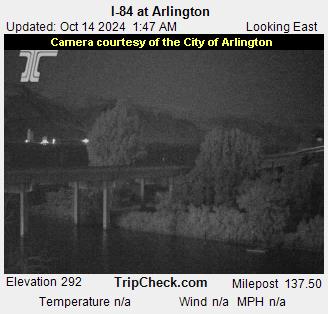 I-84 at Arlington
Updated: Oct 14 2024 1:47 AM Looking East
Camera courtesy of the City of Arlington
Elevation 292 TripCheck.com Milepost 137.50
Temperature n/a Wind n/a MPH n/a